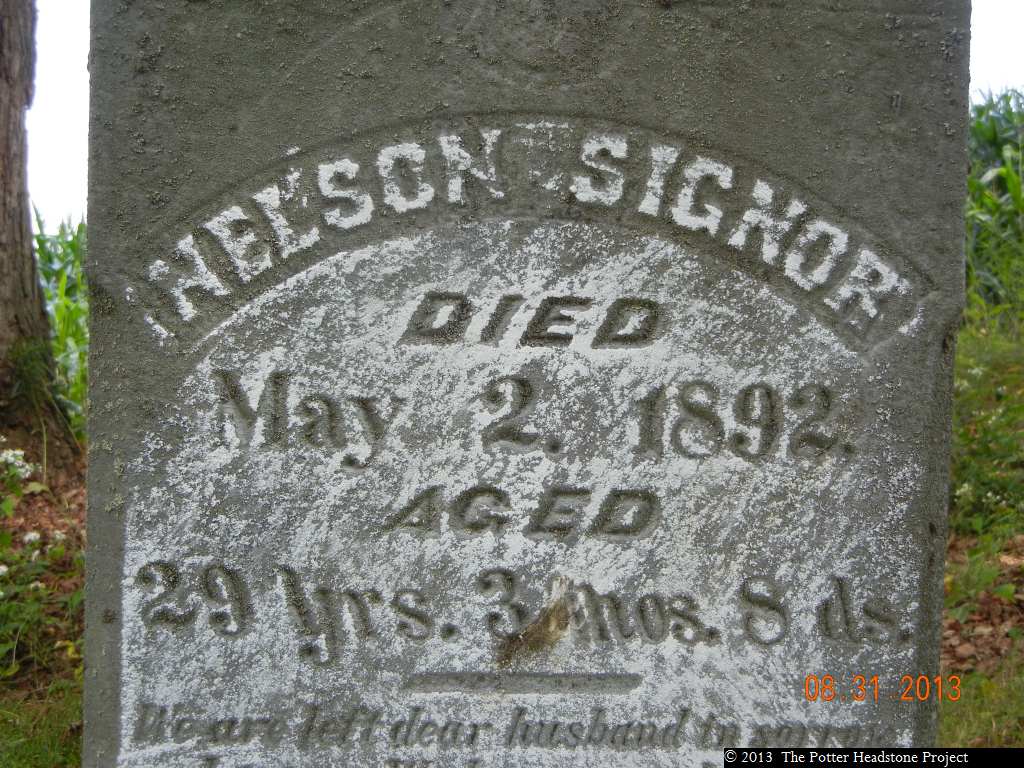 NELSON SIGNOR
DIED
May 2. 1892.
AGED
29 Yrs. 3 mos. 8 ds.
We are left dear husband in sorrow
08.31.2013
© 2013 The Potter Headstone Project